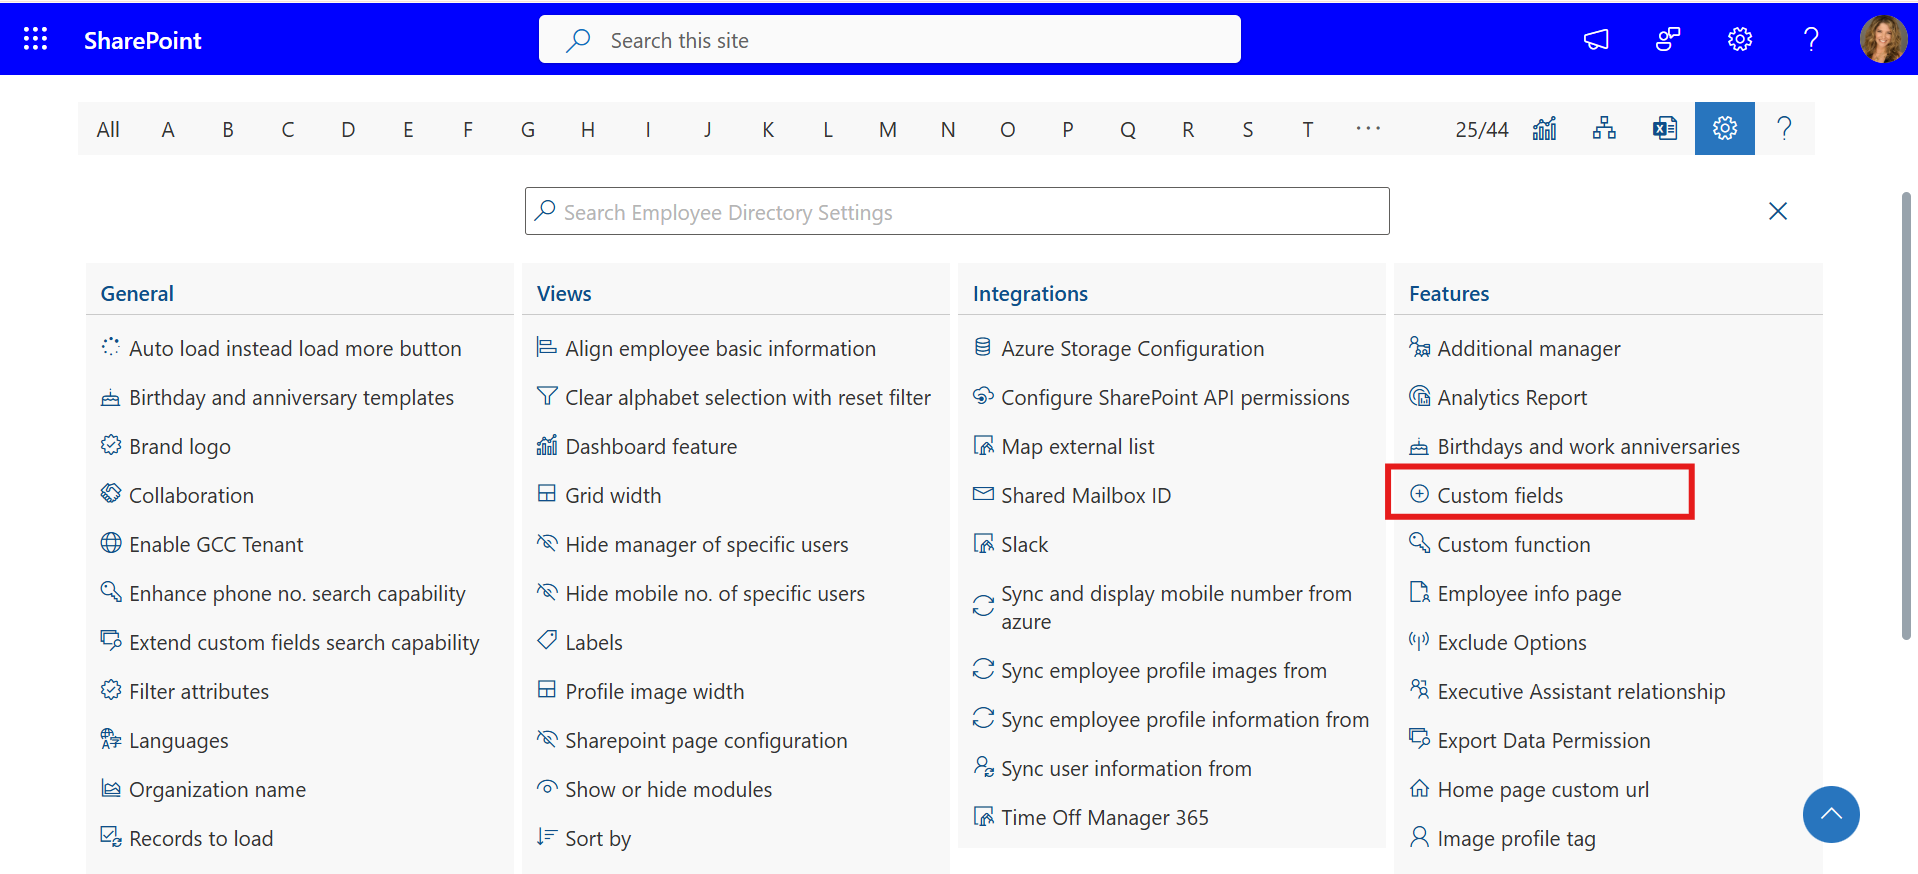 SharePoint
Search this site
All A B C D E F G H I J K L M N O P Q R S T ... 25/44
Search Employee Directory Settings
General
Auto load instead load more button
Birthday and anniversary templates
Brand logo
Collaboration
Enable GCC Tenant
Enhance phone no. search capability
Extend custom fields search capability
Filter attributes
Languages
Organization name
Records to load
Views
Align employee basic information
Clear alphabet selection with reset filter
Dashboard feature
Grid width
Hide manager of specific users
Hide mobile no. of specific users
Labels
Profile image width
Sharepoint page configuration
Show or hide modules
Sort by
Integrations
Azure Storage Configuration
Configure SharePoint API permissions
Map external list
Shared Mailbox ID
Slack
Sync and display mobile number from
azure
Sync employee profile images from
Sync employee profile information from
Sync user information from
Time Off Manager 365
Features
Additional manager
Analytics Report
Birthdays and work anniversaries
Custom fields
Custom function
Employee info page
Exclude Options
Executive Assistant relationship
Export Data Permission
Home page custom url
Image profile tag